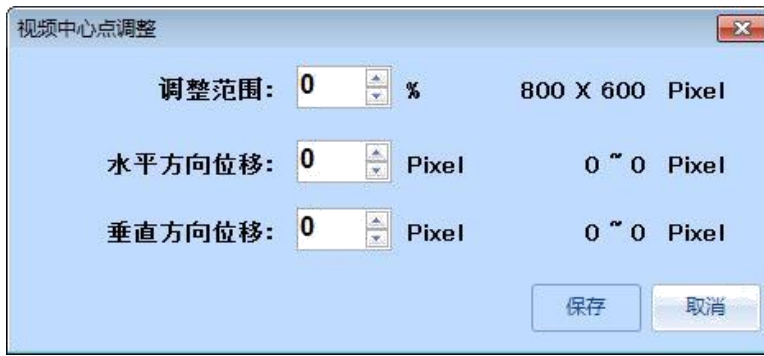 视频中心点调整
调整范围: 0 % 800 X 600 Pixel
水平方向位移: 0 Pixel 0 ~ 0 Pixel
垂直方向位移: 0 Pixel 0 ~ 0 Pixel
保存 取消